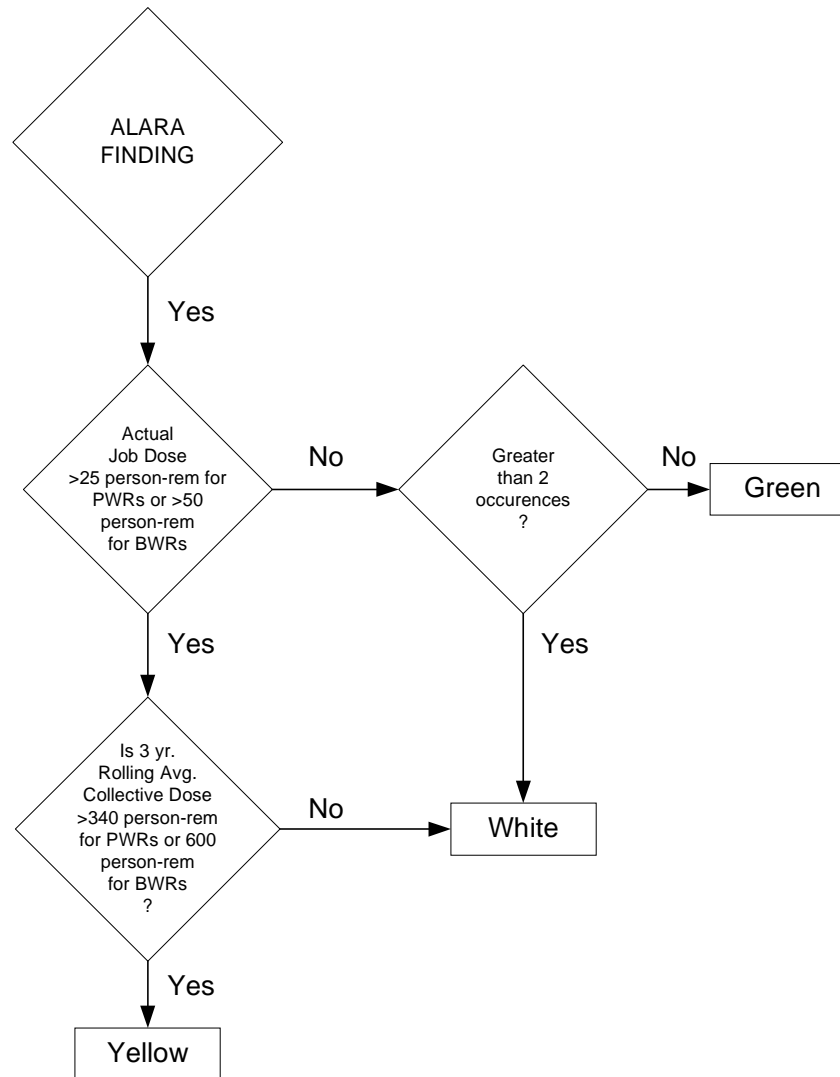 ALARA
FINDING
Yes
Actual
Job Dose
>25 person-rem for
PWRs or >50
person-rem
for BWRs
No
Greater
than 2
occurences
?
No
Green
Yes
Yes
Is 3 yr.
Rolling Avg.
Collective Dose
>340 person-rem
for PWRs or 600
person-rem
for BWRs
?
No
White
Yes
Yellow